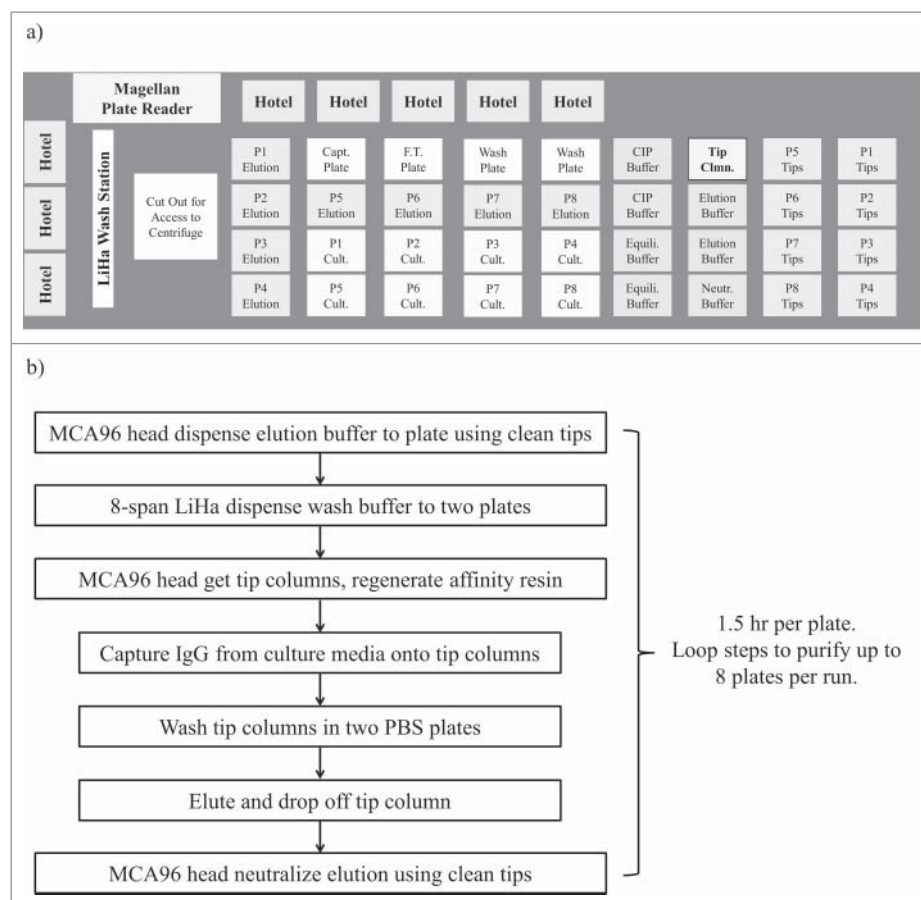 a)
Magellan
Plate Reader
Hotel
Hotel
Hotel
Hotel
Hotel
Hotel
Hotel
Hotel
LiHa Wash Station
Cut Out for
Access to
Centrifuge
P1
Elution
Capt.
Plate
F.T.
Plate
Wash
Plate
Wash
Plate
CIP
Buffer
Tip
Clmn.
P5
Tips
P1
Tips
P2
Elution
P5
Elution
P6
Elution
P7
Elution
P8
Elution
CIP
Buffer
Elution
Buffer
P6
Tips
P2
Tips
P3
Elution
P1
Cult.
P2
Cult.
P3
Cult.
P4
Cult.
Equili.
Buffer
Elution
Buffer
P7
Tips
P3
Tips
P4
Elution
P5
Cult.
P6
Cult.
P7
Cult.
P8
Cult.
Equili.
Buffer
Neutr.
Buffer
P8
Tips
P4
Tips
b)
MCA96 head dispense elution buffer to plate using clean tips
8-span LiHa dispense wash buffer to two plates
MCA96 head get tip columns, regenerate affinity resin
Capture IgG from culture media onto tip columns
Wash tip columns in two PBS plates
Elute and drop off tip column
MCA96 head neutralize elution using clean tips
1.5 hr per plate.
Loop steps to purify up to
8 plates per run.